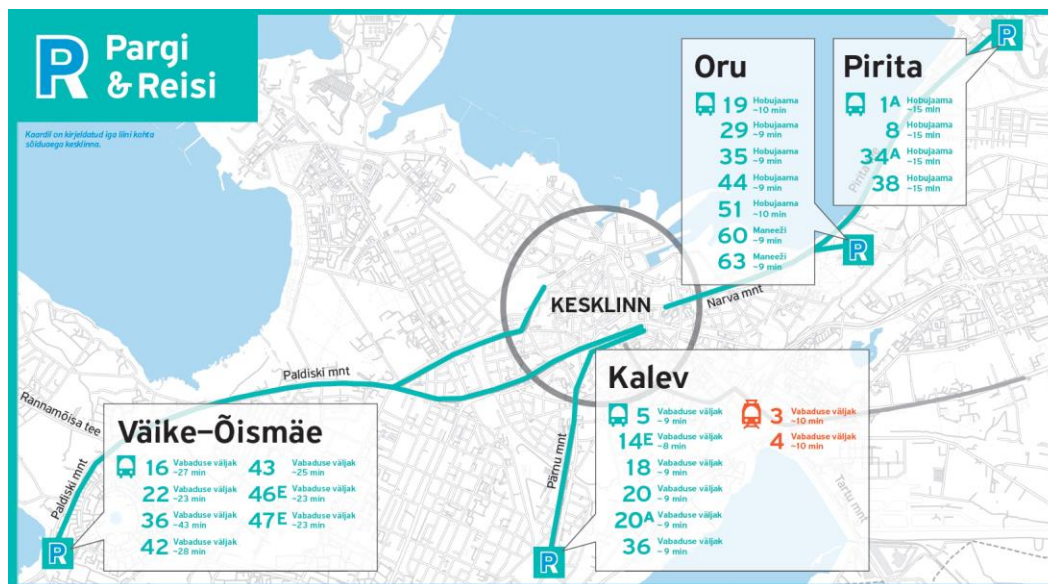 R Pargi
& Reisi
Kaardil on kirjeldatud iga liini kohta
sõiduaega kesklinna.
R
Oru
19 Hobujaama
~10 min
29 Hobujaama
~9 min
35 Hobujaama
~9 min
44 Hobujaama
~9 min
51 Hobujaama
~10 min
60 Maneeži
~9 min
63 Maneeži
~9 min
Pirita
1A Hobujaama
~15 min
8 Hobujaama
~15 min
34A Hobujaama
~15 min
38 Hobujaama
~15 min
R
KESKLINN
Narva mnt
Paldiski mnt
Rannamõisa tee
Paldiski mnt
Pärnu mnt
Tartu mnt
Väike-Õismäe
16 Vabaduse väljak
~27 min
22 Vabaduse väljak
~23 min
36 Vabaduse väljak
~43 min
42 Vabaduse väljak
~28 min
43 Vabaduse väljak
~25 min
46E Vabaduse väljak
~23 min
47E Vabaduse väljak
~23 min
R
Kalev
5 Vabaduse väljak
~ 9 min
14E Vabaduse väljak
~8 min
18 Vabaduse väljak
~ 9 min
20 Vabaduse väljak
~ 9 min
20A Vabaduse väljak
~ 9 min
36 Vabaduse väljak
~ 9 min
3 Vabaduse väljak
~10 min
4 Vabaduse väljak
~10 min
R